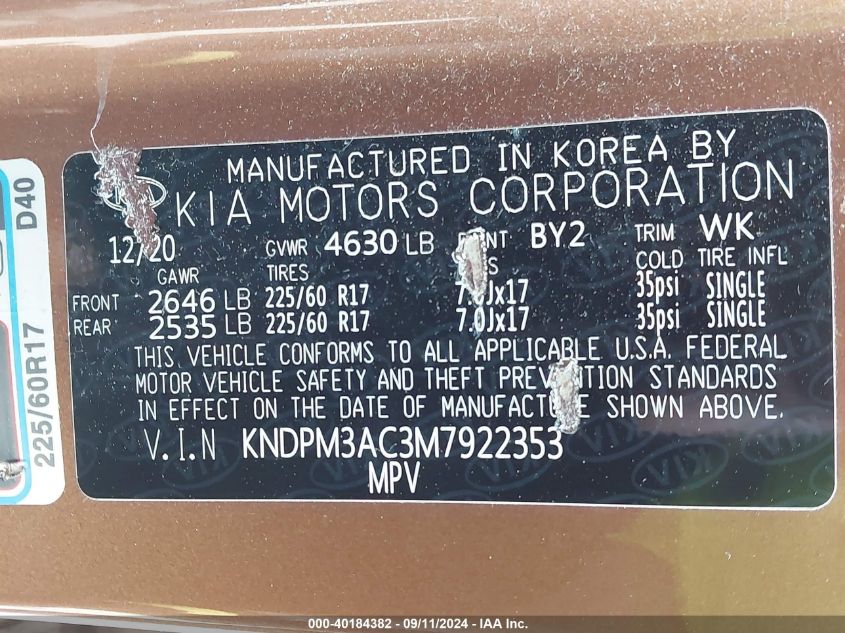 MANUFACTURED IN KOREA BY
KIA MOTORS CORPORATION
12/20 GVWR 4630 LB BY2 TRIM WK
GAWR TIRES COLD TIRE INFL
FRONT 2646 LB 225/60 R17 7.0Jx17 35psi SINGLE
REAR 2535 LB 225/60 R17 7.0Jx17 35psi SINGLE
THIS VEHICLE CONFORMS TO ALL APPLICABLE U.S.A. FEDERAL
MOTOR VEHICLE SAFETY AND THEFT PREVENTION STANDARDS
IN EFFECT ON THE DATE OF MANUFACTURE SHOWN ABOVE.
V.I.N KNDPM3AC3M7922353
MPV
225/60R17 D40
000-40184382 - 09/11/2024 - IAA Inc.